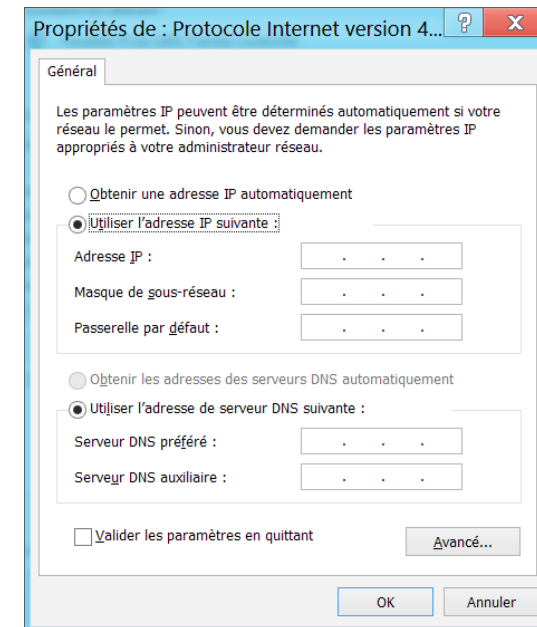 Propriétés de : Protocole Internet version 4...
? X
Général
Les paramètres IP peuvent être déterminés automatiquement si votre
réseau le permet. Sinon, vous devez demander les paramètres IP
appropriés à votre administrateur réseau.
Obtenir une adresse IP automatiquement
Utiliser l'adresse IP suivante :
Adresse IP : . . .
Masque de sous-réseau : . . .
Passerelle par défaut : . . .
Obtenir les adresses des serveurs DNS automatiquement
Utiliser l'adresse de serveur DNS suivante :
Serveur DNS préféré : . . .
Serveur DNS auxiliaire : . . .
Valider les paramètres en quittant
Avancé...
OK Annuler